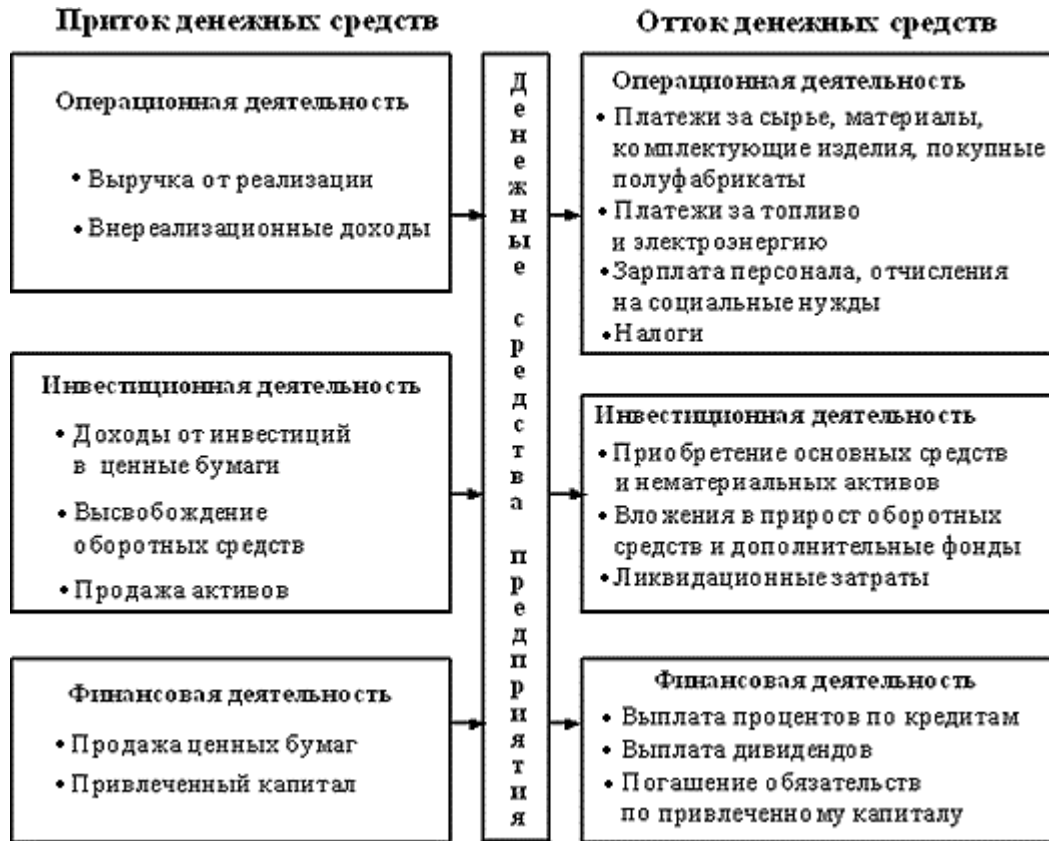 Приток денежных средств
Операционная деятельность
• Выручка от реализации
• Внереализационные доходы
Инвестиционная деятельность
• Доходы от инвестиций
в ценные бумаги
• Высвобождение
оборотных средств
• Продажа активов
Финансовая деятельность
• Продажа ценных бумаг
• Привлеченный капитал
Денежные средства предприятия
Отток денежных средств
Операционная деятельность
• Платежи за сырье, материалы,
комплектующие изделия, покупные
полуфабрикаты
• Платежи за топливо
и электроэнергию
• Зарплата персонала, отчисления
на социальные нужды
• Налоги
Инвестиционная деятельность
• Приобретение основных средств
и нематериальных активов
• Вложения в прирост оборотных
средств и дополнительные фонды
• Ликвидационные затраты
Финансовая деятельность
• Выплата процентов по кредитам
• Выплата дивидендов
• Погашение обязательств
по привлеченному капиталу